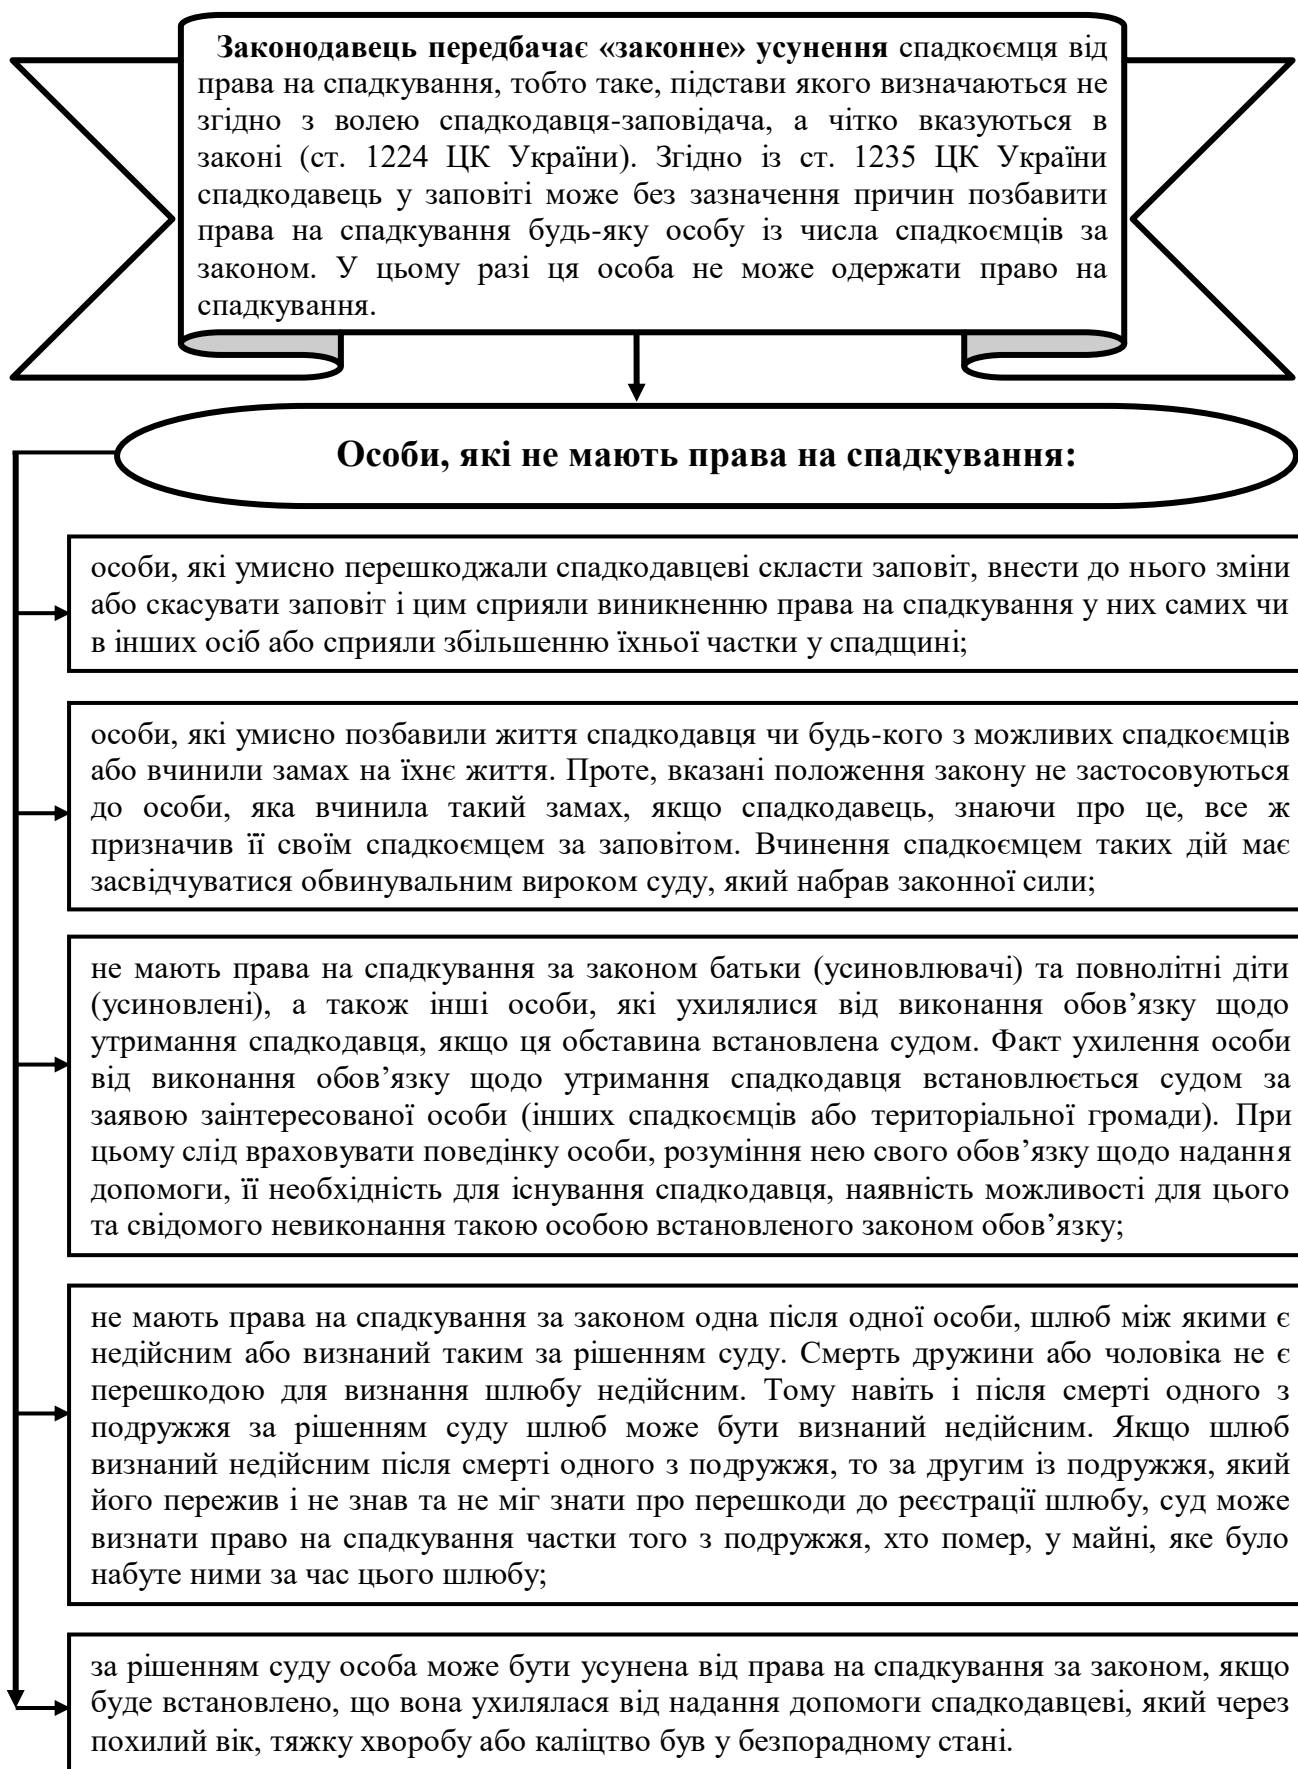 Законодавець передбачає «законне» усунення спадкоємця від
права на спадкування, тобто таке, підстави якого визначаються не
згідно з волею спадкодавця-заповідача, а чітко вказуються в
законі (ст. 1224 ЦК України). Згідно із ст. 1235 ЦК України
спадкодавець у заповіті може без зазначення причин позбавити
права на спадкування будь-яку особу із числа спадкоємців за
законом. У цьому разі ця особа не може одержати право на
спадкування.
Особи, які не мають права на спадкування:
особи, які умисно перешкоджали спадкодавцеві скласти заповіт, внести до нього зміни
або скасувати заповіт і цим сприяли виникненню права на спадкування у них самих чи
в інших осіб або сприяли збільшенню їхньої частки у спадщині;
особи, які умисно позбавили життя спадкодавця чи будь-кого з можливих спадкоємців
або вчинили замах на їхнє життя. Проте, вказані положення закону не застосовуються
до особи, яка вчинила такий замах, якщо спадкодавець, знаючи про це, все ж
призначив її своїм спадкоємцем за заповітом. Вчинення спадкоємцем таких дій має
засвідчуватися обвинувальним вироком суду, який набрав законної сили;
не мають права на спадкування за законом батьки (усиновлювачі) та повнолітні діти
(усиновлені), а також інші особи, які ухилялися від виконання обов’язку щодо
утримання спадкодавця, якщо ця обставина встановлена судом. Факт ухилення особи
від виконання обов’язку щодо утримання спадкодавця встановлюється судом за
заявою заінтересованої особи (інших спадкоємців або територіальної громади). При
цьому слід враховувати поведінку особи, розуміння нею свого обов’язку щодо надання
допомоги, її необхідність для існування спадкодавця, наявність можливості для цього
та свідомого невиконання такою особою встановленого законом обов’язку;
не мають права на спадкування за законом одна після одної особи, шлюб між якими є
недійсним або визнаний таким за рішенням суду. Смерть дружини або чоловіка не є
перешкодою для визнання шлюбу недійсним. Тому навіть і після смерті одного з
подружжя за рішенням суду шлюб може бути визнаний недійсним. Якщо шлюб
визнаний недійсним після смерті одного з подружжя, то за другим із подружжя, який
його пережив і не знав та не міг знати про перешкоди до реєстрації шлюбу, суд може
визнати право на спадкування частки того з подружжя, хто помер, у майні, яке було
набуте ними за час цього шлюбу;
за рішенням суду особа може бути усунена від права на спадкування за законом, якщо
буде встановлено, що вона ухилялася від надання допомоги спадкодавцеві, який через
похилий вік, тяжку хворобу або каліцтво був у безпорадному стані.